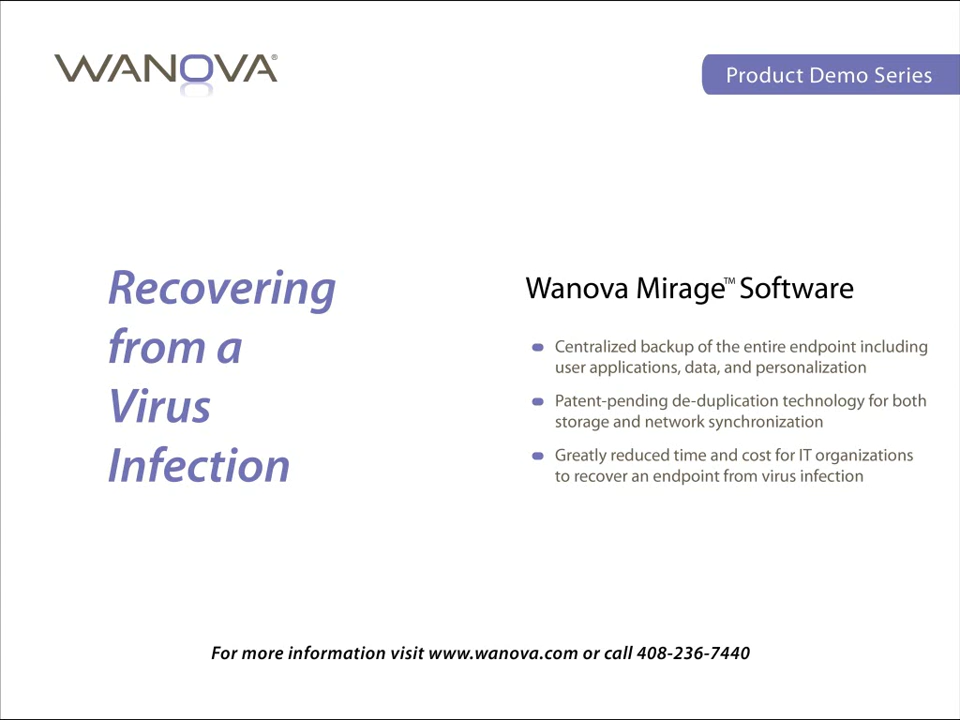 WANOVA®
Product Demo Series
Recovering
from a
Virus
Infection
Wanova Mirage™ Software
Centralized backup of the entire endpoint including
user applications, data, and personalization
Patent-pending de-duplication technology for both
storage and network synchronization
Greatly reduced time and cost for IT organizations
to recover an endpoint from virus infection
For more information visit www.wanova.com or call 408-236-7440